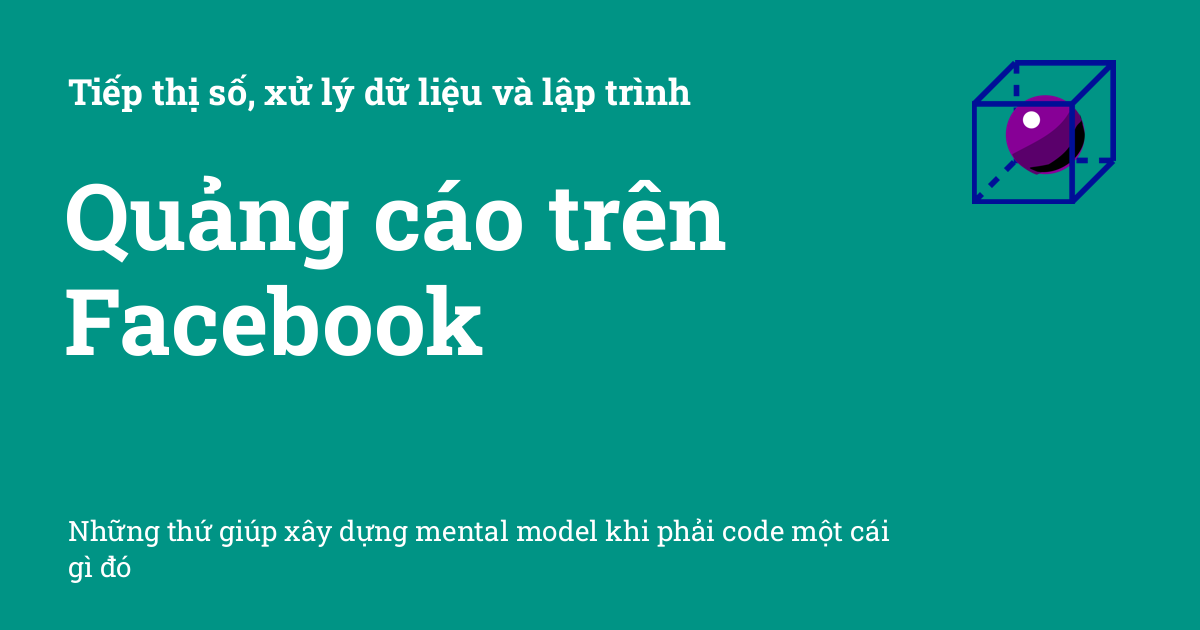 Tiếp thị số, xử lý dữ liệu và lập trình
Quảng cáo trên
Facebook
Những thứ giúp xây dựng mental model khi phải code một cái
gì đó